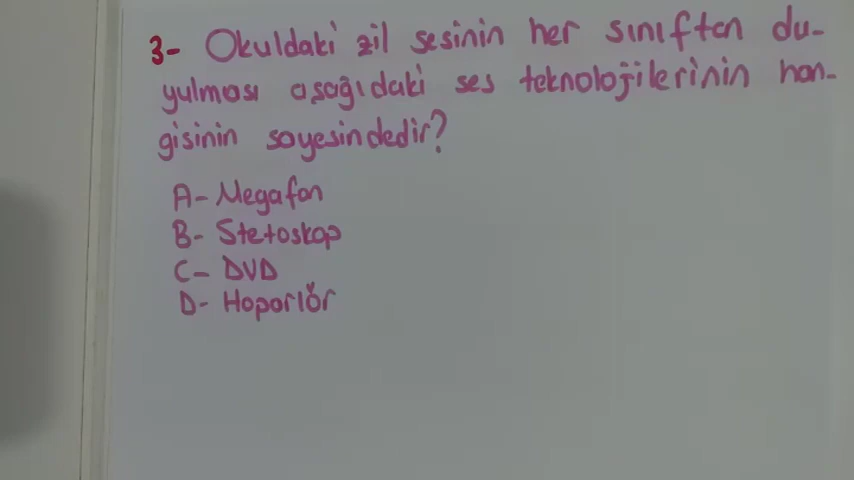 3- Okuldaki zil sesinin her sınıftan du-
yulması aşağıdaki ses teknolojilerinin han-
gisinin sayesindedir?
A- Megafon
B- Stetoskop
C- DVD
D- Hoparlör